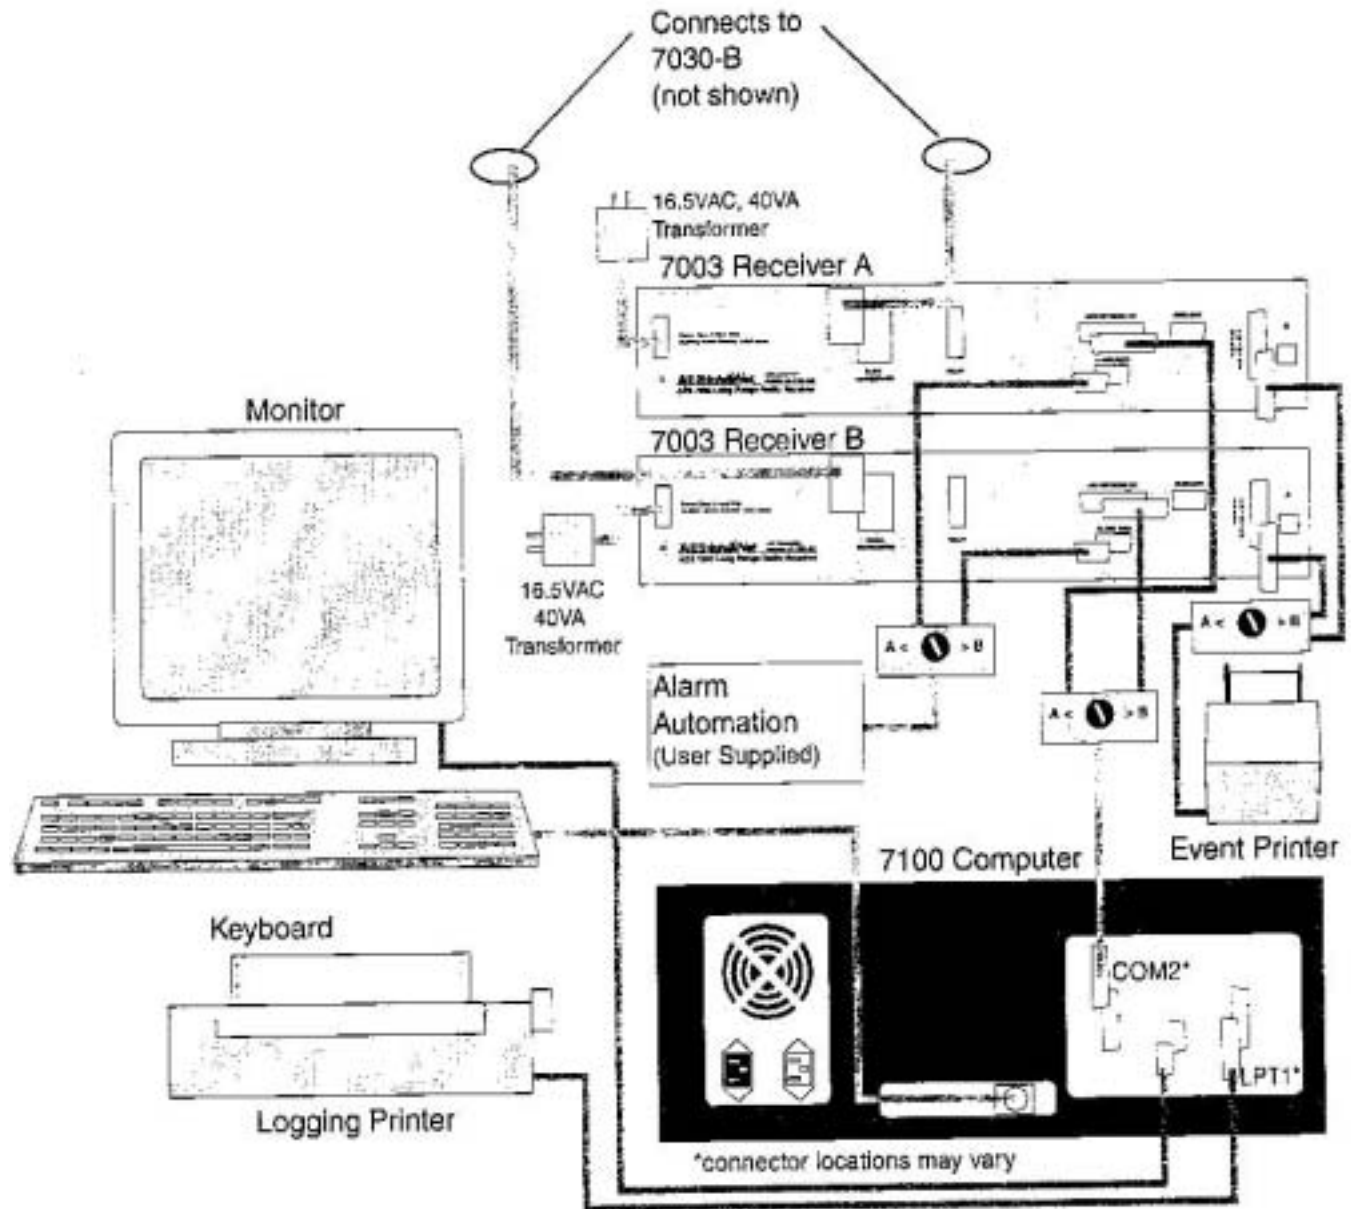 Connects to
7030-B
(not shown)
16.5VAC, 40VA
Transformer
7003 Receiver A
Monitor
7003 Receiver B
16.5VAC
40VA
Transformer
A < > B
A < > B
A < > B
Alarm
Automation
(User Supplied)
Event Printer
7100 Computer
Keyboard
COM2*
LPT1*
Logging Printer
*connector locations may vary